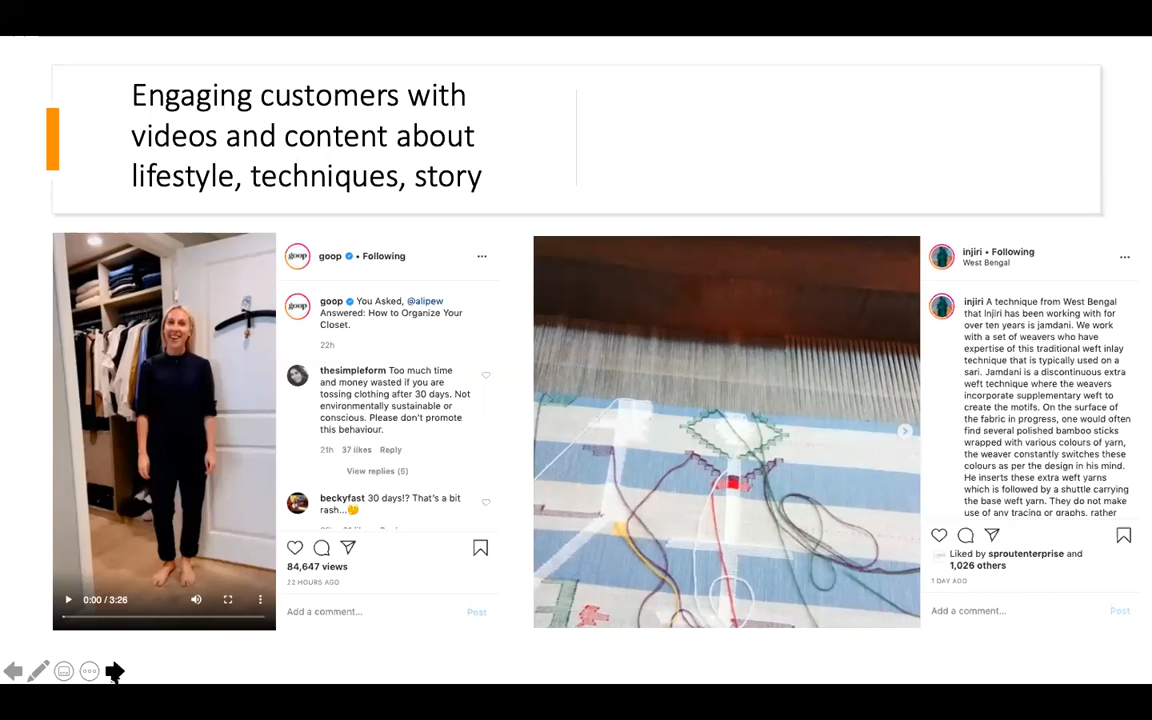 Engaging customers with
videos and content about
lifestyle, techniques, story
goop
goop • Following
goop You Asked, @alipew
Answered: How to Organize Your
Closet.
22h
thesimpleform Too much time
and money wasted if you are
tossing clothing after 30 days. Not
environmentally sustainable or
conscious. Please don't promote
this behaviour.
21h 37 likes Reply
View replies (5)
beckyfast 30 days!? That's a bit
rash...🤔
84,647 views
22 HOURS AGO
Add a comment... Post
0:00 / 3:26
injiri • Following
West Bengal
injiri A technique from West Bengal
that Injiri has been working with for
over ten years is jamdani. We work
with a set of weavers who have
expertise of this traditional weft inlay
technique that is typically used on a
sari. Jamdani is a discontinuous extra
weft technique where the weavers
incorporate supplementary weft to
create the motifs. On the surface of
the fabric in progress, one would often
find several polished bamboo sticks
wrapped with various colours of yarn,
the weaver constantly switches these
colours as per the design in his mind.
He inserts these extra weft yarns
which is followed by a shuttle carrying
the base weft yarn. They do not make
use of any tracing or graphs, rather
Liked by sproutenterprise and
1,026 others
1 DAY AGO
Add a comment... Post